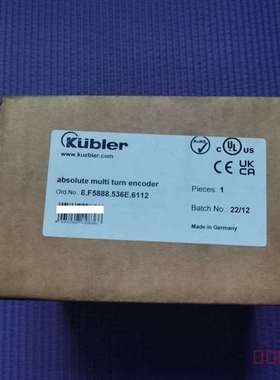 Kübler
www.kuebler.com
RoHS
c UL US
CE UK CA
absolute multi turn encoder
Ord.No.: 8.F5888.536E.6112
Pieces: 1
Batch No.: 22/12
Made in Germany